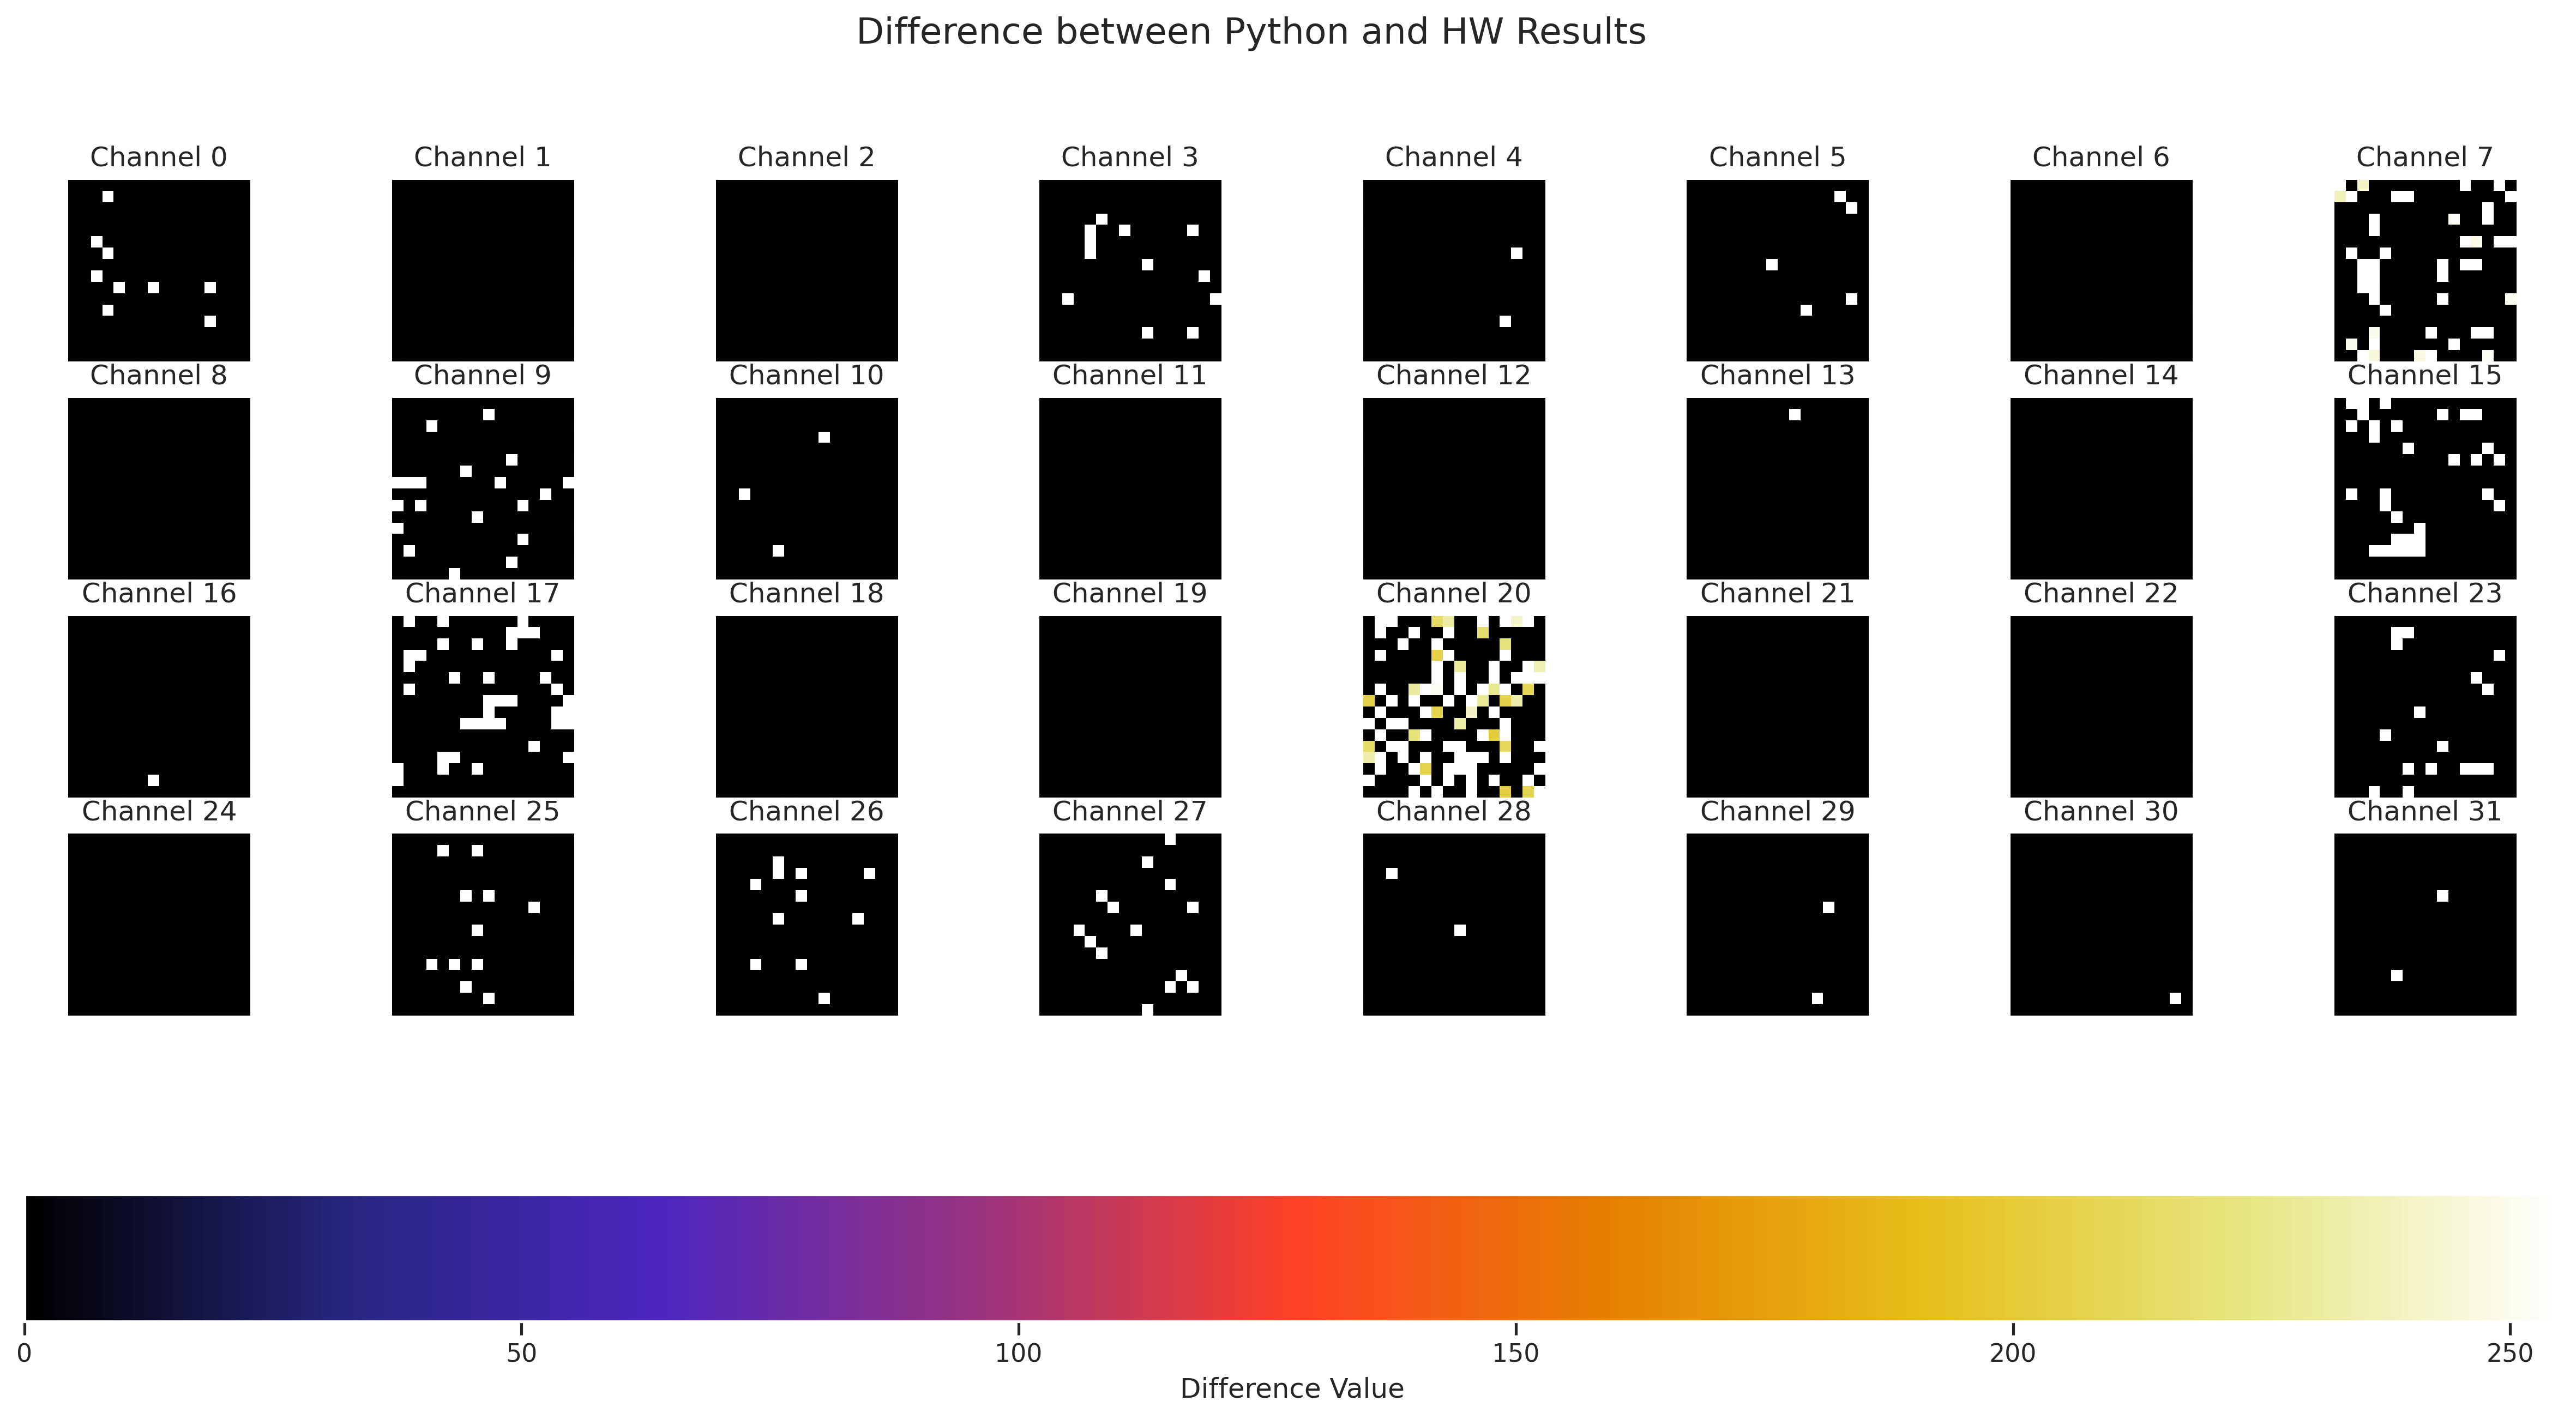 Difference between Python and HW Results
Channel 0 Channel 1 Channel 2 Channel 3 Channel 4 Channel 5 Channel 6 Channel 7
Channel 8 Channel 9 Channel 10 Channel 11 Channel 12 Channel 13 Channel 14 Channel 15
Channel 16 Channel 17 Channel 18 Channel 19 Channel 20 Channel 21 Channel 22 Channel 23
Channel 24 Channel 25 Channel 26 Channel 27 Channel 28 Channel 29 Channel 30 Channel 31
0 50 100 150 200 250
Difference Value